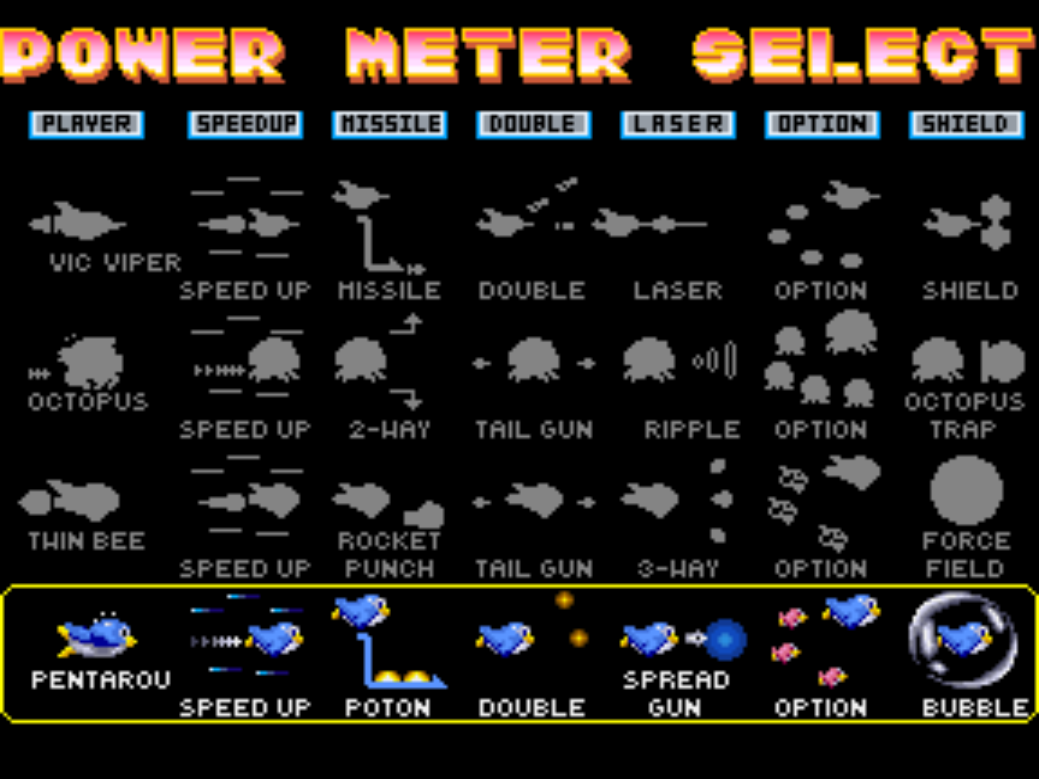 POWER METER SELECT
PLAYER SPEEDUP MISSILE DOUBLE LASER OPTION SHIELD
VIC VIPER
SPEED UP MISSILE DOUBLE LASER OPTION SHIELD
OCTOPUS OCTOPUS
SPEED UP 2-WAY TAIL GUN RIPPLE OPTION TRAP
TWIN BEE ROCKET FORCE
SPEED UP PUNCH TAIL GUN 3-WAY OPTION FIELD
PENTAROU SPREAD
SPEED UP POTON DOUBLE GUN OPTION BUBBLE